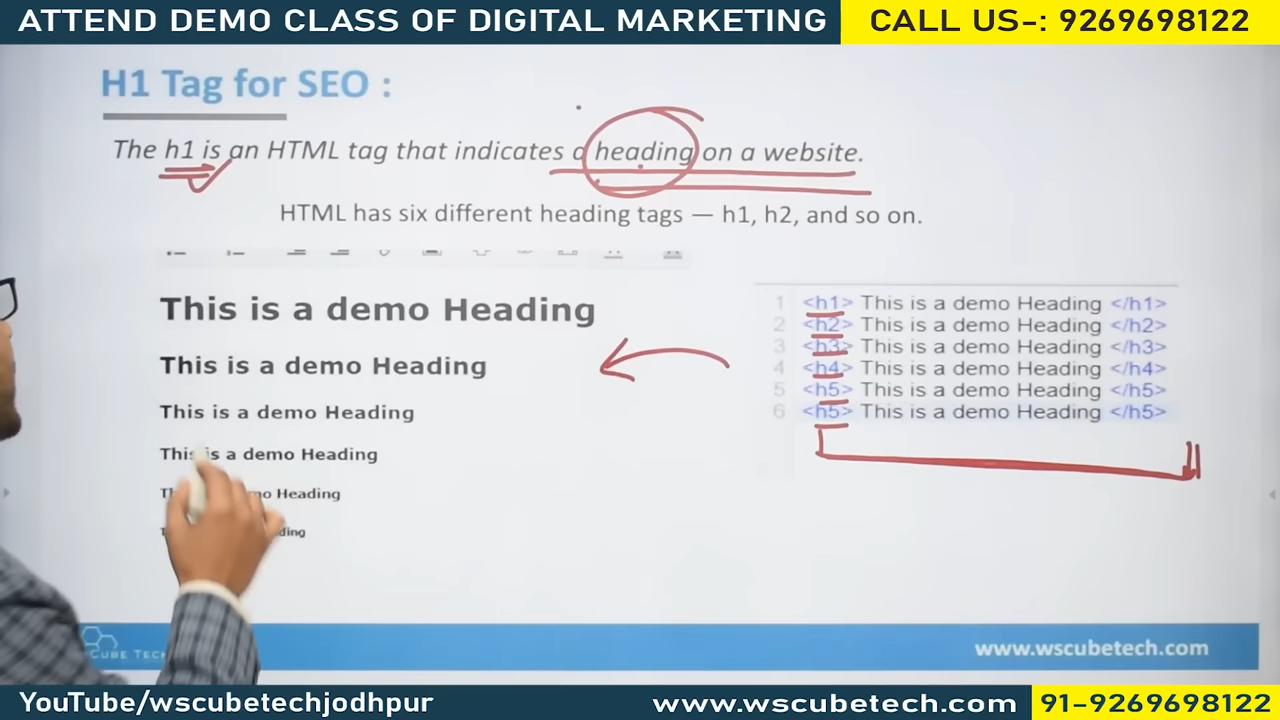 ATTEND DEMO CLASS OF DIGITAL MARKETING
CALL US-: 9269698122
H1 Tag for SEO :
The h1 is an HTML tag that indicates a heading on a website.
HTML has six different heading tags — h1, h2, and so on.
This is a demo Heading
This is a demo Heading
This is a demo Heading
This is a demo Heading
demo Heading
Heading
1 <h1> This is a demo Heading </h1>
2 <h2> This is a demo Heading </h2>
3 <h3> This is a demo Heading </h3>
4 <h4> This is a demo Heading </h4>
5 <h5> This is a demo Heading </h5>
6 <h5> This is a demo Heading </h5>
CUBE TECH
www.wscubetech.com
YouTube/wscubetechjodhpur
www.wscubetech.com
91-9269698122